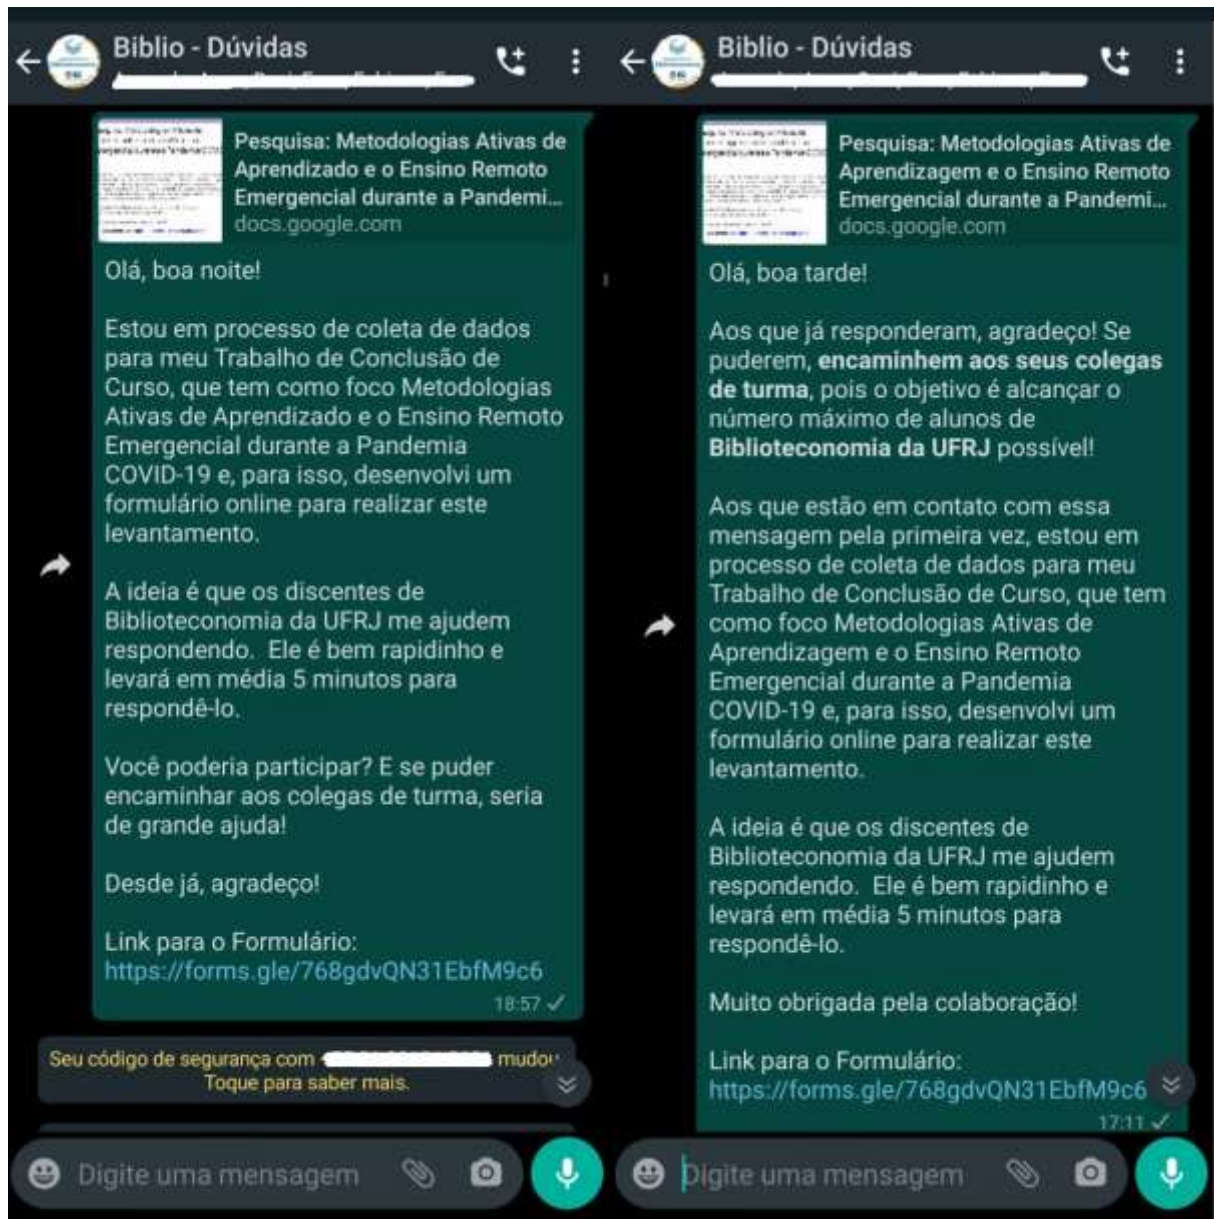 Biblio - Dúvidas
Pesquisa: Metodologias Ativas de
Aprendizado e o Ensino Remoto
Emergencial durante a Pandemi...
docs.google.com
Olá, boa noite!
Estou em processo de coleta de dados
para meu Trabalho de Conclusão de
Curso, que tem como foco Metodologias
Ativas de Aprendizado e o Ensino Remoto
Emergencial durante a Pandemia
COVID-19 e, para isso, desenvolvi um
formulário online para realizar este
levantamento.
A ideia é que os discentes de
Biblioteconomia da UFRJ me ajudem
respondendo.  Ele é bem rapidinho e
levará em média 5 minutos para
respondê-lo.
Você poderia participar? E se puder
encaminhar aos colegas de turma, seria
de grande ajuda!
Desde já, agradeço!
Link para o Formulário:
https://forms.gle/768gdvQN31EbfM9c6
18:57
Seu código de segurança com mudou
Toque para saber mais.
Digite uma mensagem
Biblio - Dúvidas
Pesquisa: Metodologias Ativas de
Aprendizagem e o Ensino Remoto
Emergencial durante a Pandemi...
docs.google.com
Olá, boa tarde!
Aos que já responderam, agradeço! Se
puderem, encaminhem aos seus colegas
de turma, pois o objetivo é alcançar o
número máximo de alunos de
Biblioteconomia da UFRJ possível!
Aos que estão em contato com essa
mensagem pela primeira vez, estou em
processo de coleta de dados para meu
Trabalho de Conclusão de Curso, que tem
como foco Metodologias Ativas de
Aprendizagem e o Ensino Remoto
Emergencial durante a Pandemia
COVID-19 e, para isso, desenvolvi um
formulário online para realizar este
levantamento.
A ideia é que os discentes de
Biblioteconomia da UFRJ me ajudem
respondendo.  Ele é bem rapidinho e
levará em média 5 minutos para
respondê-lo.
Muito obrigada pela colaboração!
Link para o Formulário:
https://forms.gle/768gdvQN31EbfM9c6
17:11
Digite uma mensagem